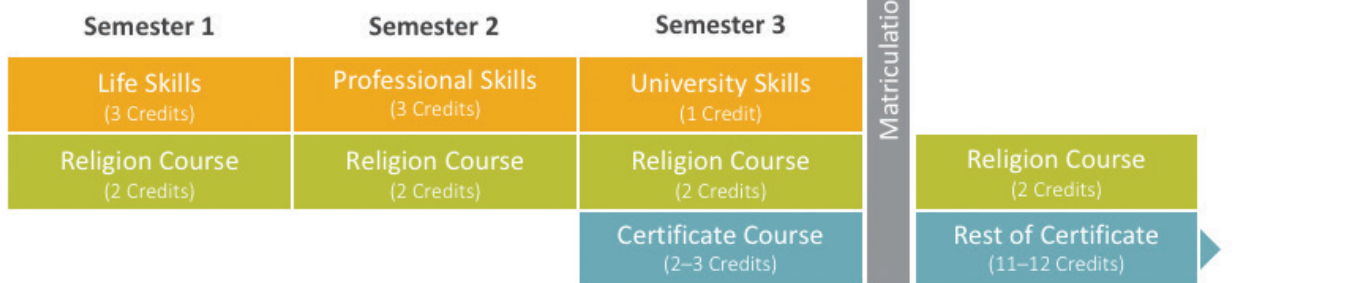 Semester 1
Semester 2
Semester 3
Life Skills
(3 Credits)
Professional Skills
(3 Credits)
University Skills
(1 Credit)
Matriculatio
Religion Course
(2 Credits)
Religion Course
(2 Credits)
Religion Course
(2 Credits)
Religion Course
(2 Credits)
Certificate Course
(2–3 Credits)
Rest of Certificate
(11–12 Credits)